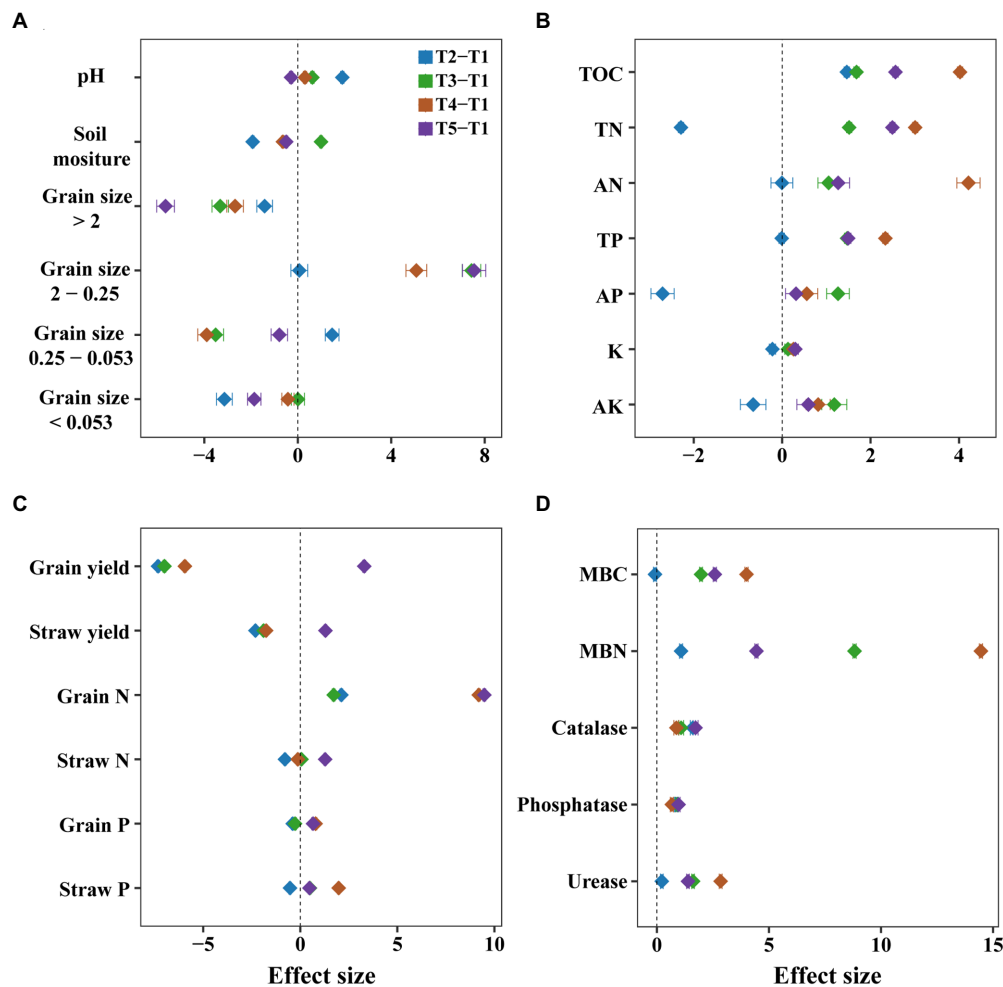 A
pH
Soil
mositure
Grain size
> 2
Grain size
2 − 0.25
Grain size
0.25 − 0.053
Grain size
< 0.053
T2−T1
T3−T1
T4−T1
T5−T1
−4 0 4 8
B
TOC
TN
AN
TP
AP
K
AK
−2 0 2 4
C
Grain yield
Straw yield
Grain N
Straw N
Grain P
Straw P
−5 0 5 10
Effect size
D
MBC
MBN
Catalase
Phosphatase
Urease
0 5 10 15
Effect size